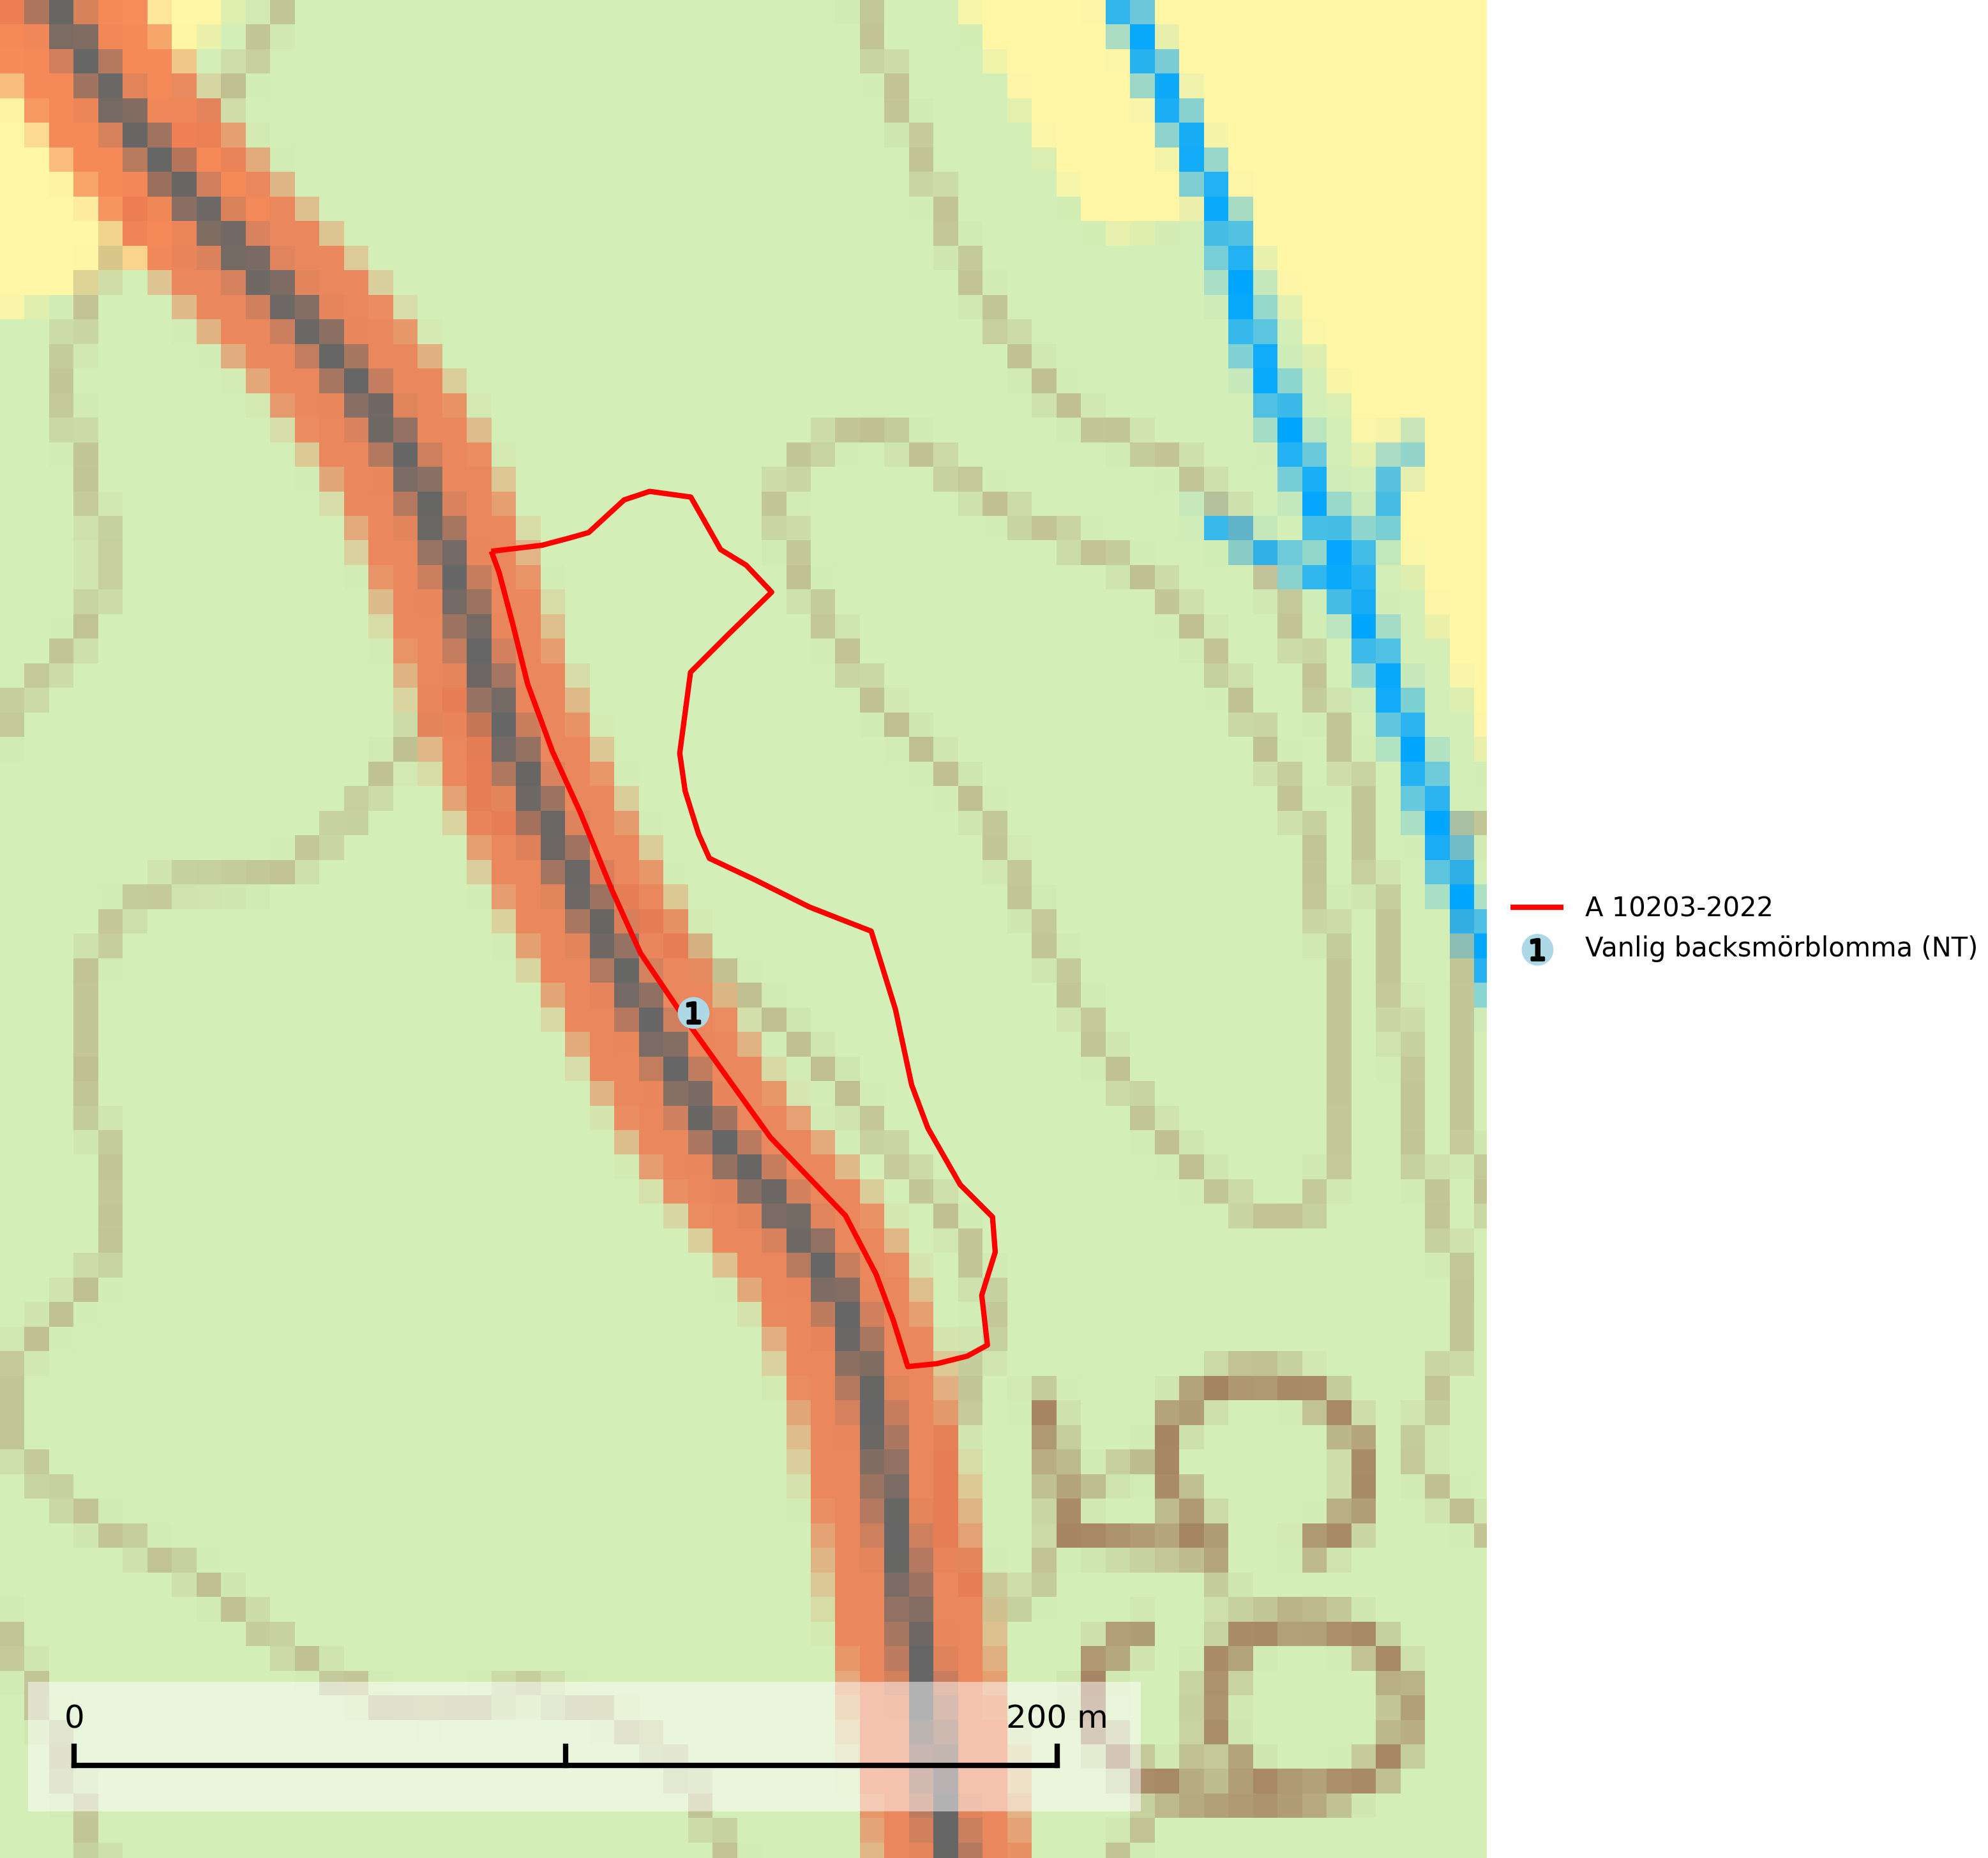 A 10203-2022
1 Vanlig backsmörblomma (NT)
1
0 200 m